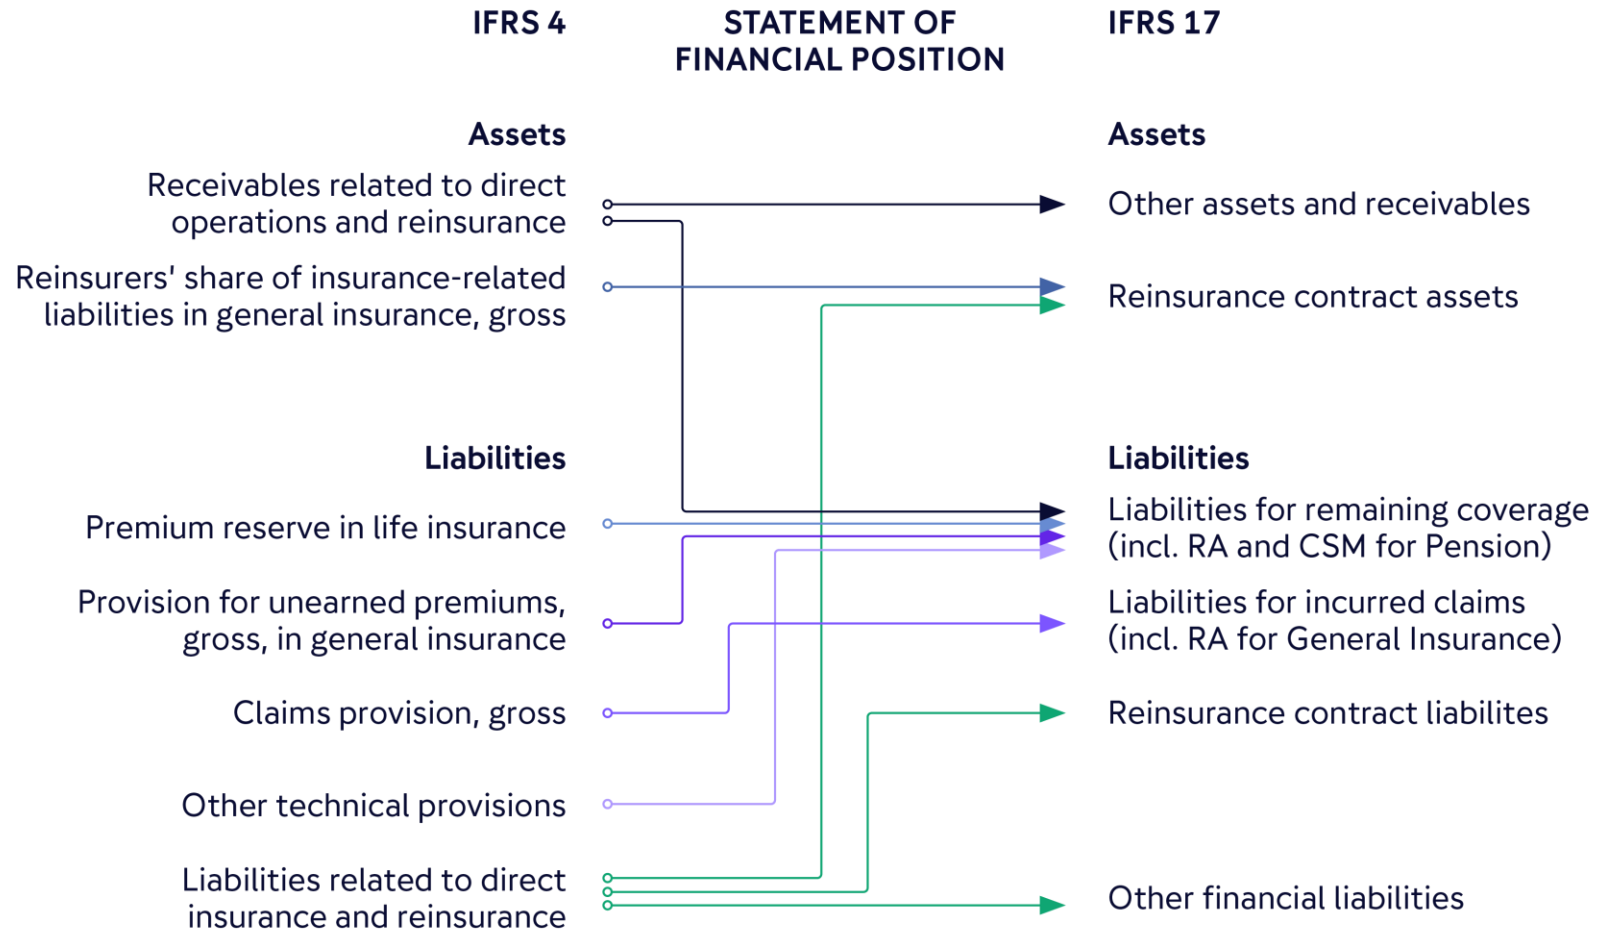 IFRS 4
STATEMENT OF
FINANCIAL POSITION
IFRS 17
Assets
Receivables related to direct
operations and reinsurance
Reinsurers' share of insurance-related
liabilities in general insurance, gross
Liabilities
Premium reserve in life insurance
Provision for unearned premiums,
gross, in general insurance
Claims provision, gross
Other technical provisions
Liabilities related to direct
insurance and reinsurance
Assets
Other assets and receivables
Reinsurance contract assets
Liabilities
Liabilities for remaining coverage
(incl. RA and CSM for Pension)
Liabilities for incurred claims
(incl. RA for General Insurance)
Reinsurance contract liabilites
Other financial liabilities